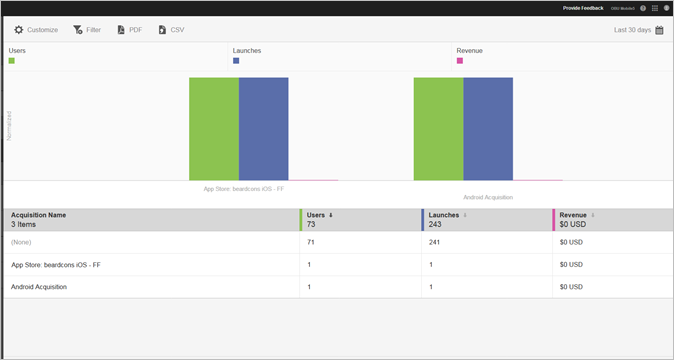 Provide Feedback
Customize Filter PDF CSV Last 30 days
Users Launches Revenue
Normalized
App Store: beardcons iOS - FF
Android Acquisition
Acquisition Name Users Launches Revenue
3 Items 73 243 $0 USD
(None) 71 241 $0 USD
App Store: beardcons iOS - FF 1 1 $0 USD
Android Acquisition 1 1 $0 USD